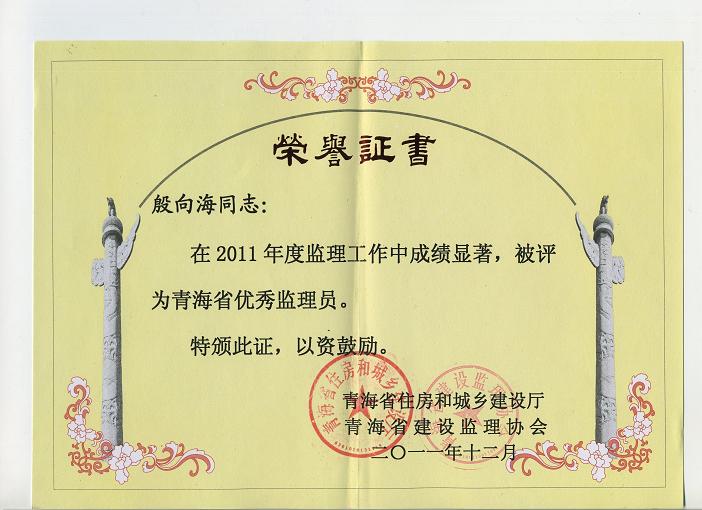 榮譽証書
殷向海同志：
在2011年度监理工作中成绩显著，被评
为青海省优秀监理员。
特颁此证，以资鼓励。
青海省住房和城乡建设厅
青海省建设监理协会
二〇一一年十二月